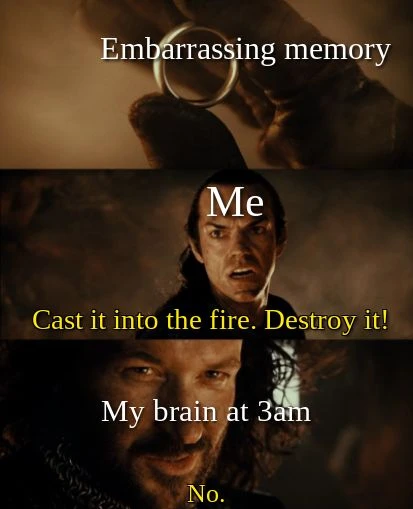 Embarrassing memory
Me
Cast it into the fire. Destroy it!
My brain at 3am
No.